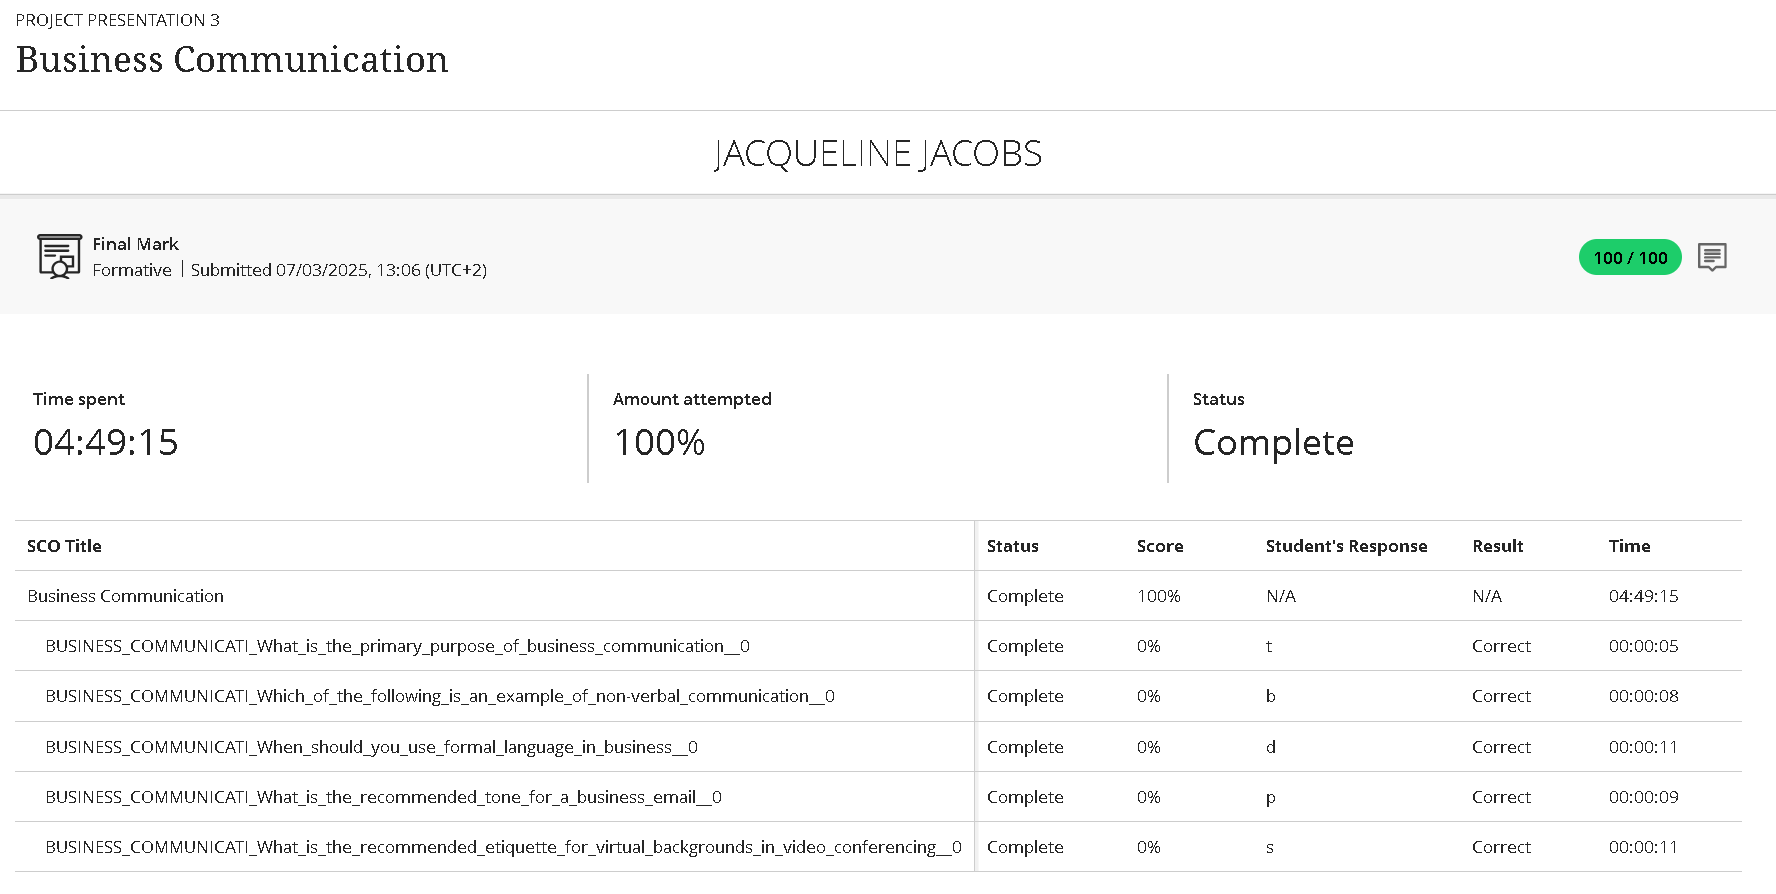 PROJECT PRESENTATION 3
Business Communication
JACQUELINE JACOBS
Final Mark
Formative | Submitted 07/03/2025, 13:06 (UTC+2)
100 / 100
Time spent
04:49:15
Amount attempted
100%
Status
Complete
SCO Title Status Score Student's Response Result Time
Business Communication Complete 100% N/A N/A 04:49:15
BUSINESS_COMMUNICATI_What_is_the_primary_purpose_of_business_communication__0 Complete 0% t Correct 00:00:05
BUSINESS_COMMUNICATI_Which_of_the_following_is_an_example_of_non-verbal_communication__0 Complete 0% b Correct 00:00:08
BUSINESS_COMMUNICATI_When_should_you_use_formal_language_in_business__0 Complete 0% d Correct 00:00:11
BUSINESS_COMMUNICATI_What_is_the_recommended_tone_for_a_business_email__0 Complete 0% p Correct 00:00:09
BUSINESS_COMMUNICATI_What_is_the_recommended_etiquette_for_virtual_backgrounds_in_video_conferencing__0 Complete 0% s Correct 00:00:11